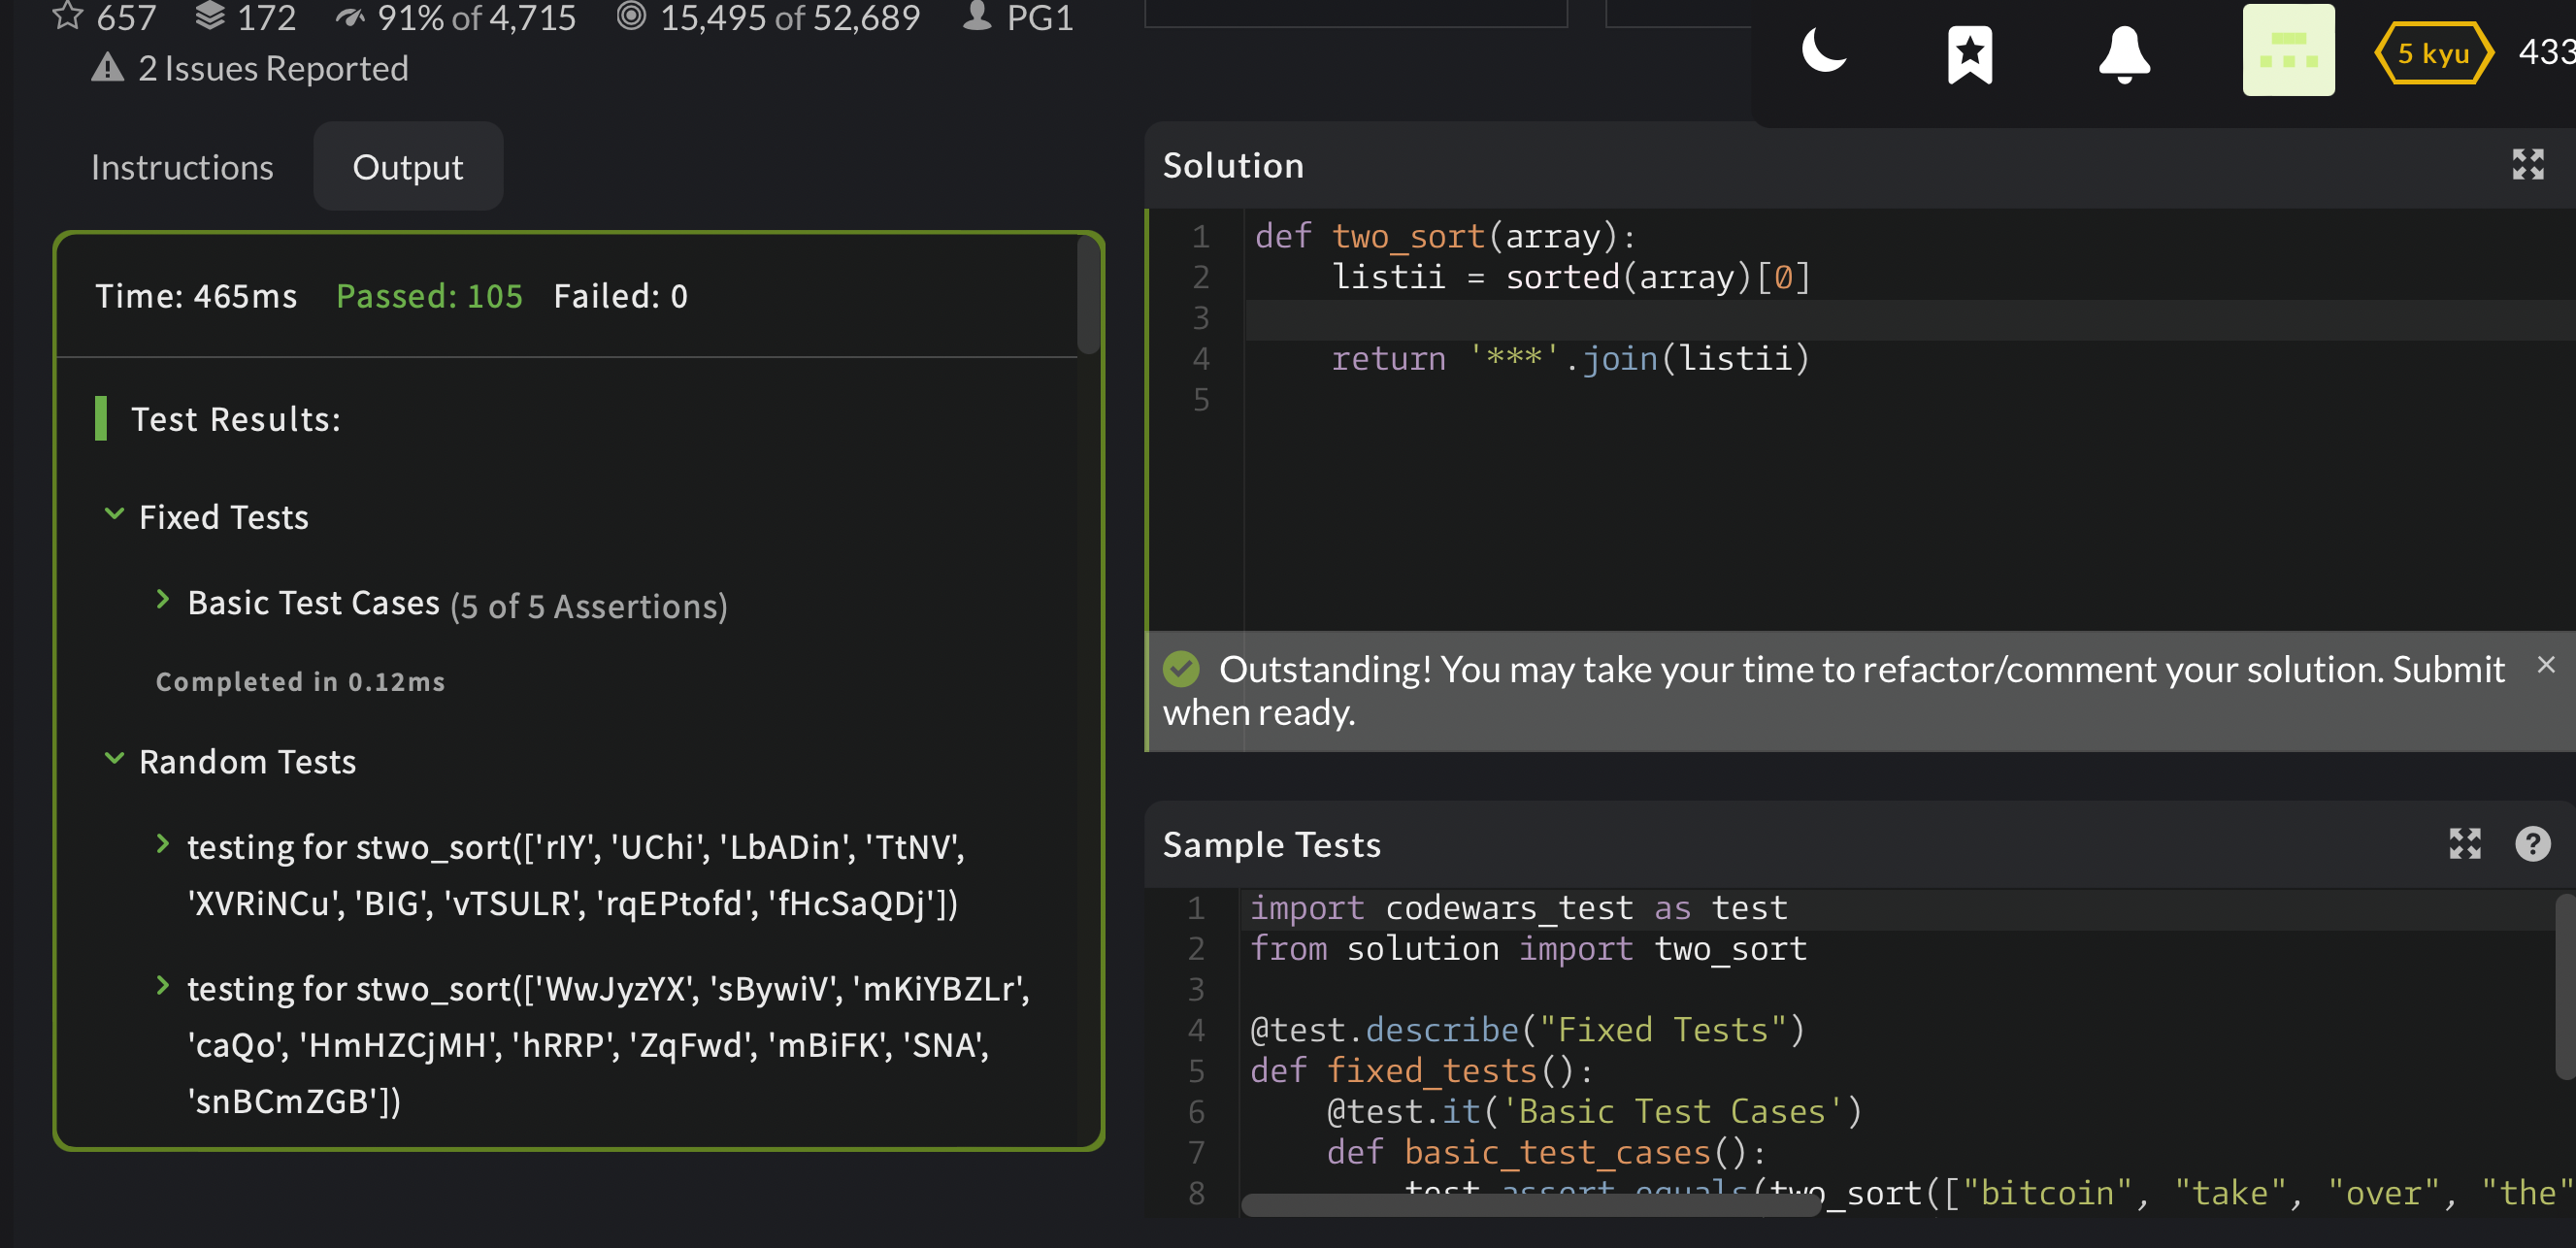 657 172 91% of 4,715 15,495 of 52,689 PG1
2 Issues Reported
5 kyu 433
Instructions Output
Time: 465ms Passed: 105 Failed: 0
Test Results:
Fixed Tests
Basic Test Cases (5 of 5 Assertions)
Completed in 0.12ms
Random Tests
testing for stwo_sort(['rIY', 'UChi', 'LbADin', 'TtNV',
'XVRiNCu', 'BIG', 'vTSULR', 'rqEPtofd', 'fHcSaQDj'])
testing for stwo_sort(['WwJyzYX', 'sBywiV', 'mKiYBZLr',
'caQo', 'HmHZCjMH', 'hRRP', 'ZqFwd', 'mBiFK', 'SNA',
'snBCmZGB'])
Solution
1 def two_sort(array):
2 listii = sorted(array)[0]
3
4 return '***'.join(listii)
5
Outstanding! You may take your time to refactor/comment your solution. Submit
when ready.
Sample Tests
1 import codewars_test as test
2 from solution import two_sort
3
4 @test.describe("Fixed Tests")
5 def fixed_tests():
6 @test.it('Basic Test Cases')
7 def basic_test_cases():
8 test.assert_equals(two_sort(["bitcoin", "take", "over", "the"